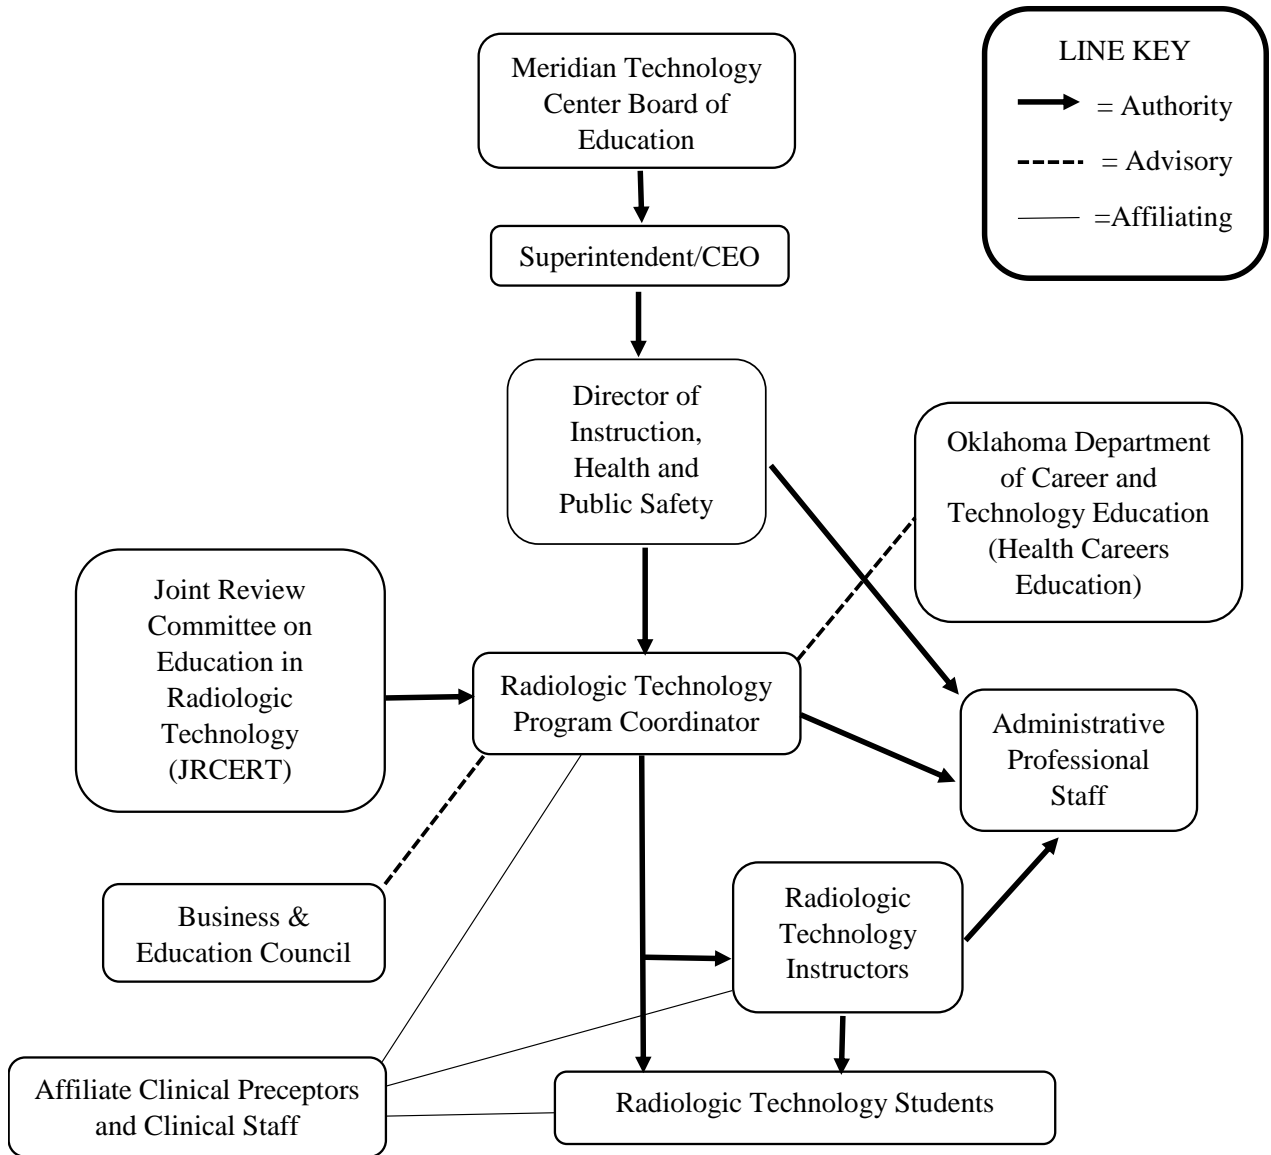 Meridian Technology
Center Board of
Education
LINE KEY
= Authority
= Advisory
=Affiliating
Superintendent/CEO
Director of
Instruction,
Health and
Public Safety
Oklahoma Department
of Career and
Technology Education
(Health Careers
Education)
Joint Review
Committee on
Education in
Radiologic
Technology
(JRCERT)
Radiologic Technology
Program Coordinator
Administrative
Professional
Staff
Business &
Education Council
Radiologic
Technology
Instructors
Affiliate Clinical Preceptors
and Clinical Staff
Radiologic Technology Students